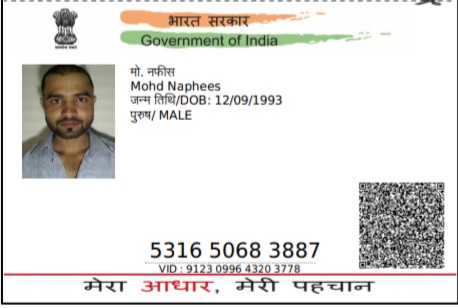 भारत सरकार
Government of India
मो. नफीस
Mohd Naphees
जन्म तिथि/DOB: 12/09/1993
पुरुष/ MALE
5316 5068 3887
VID : 9123 0996 4320 3778
मेरा आधार, मेरी पहचान